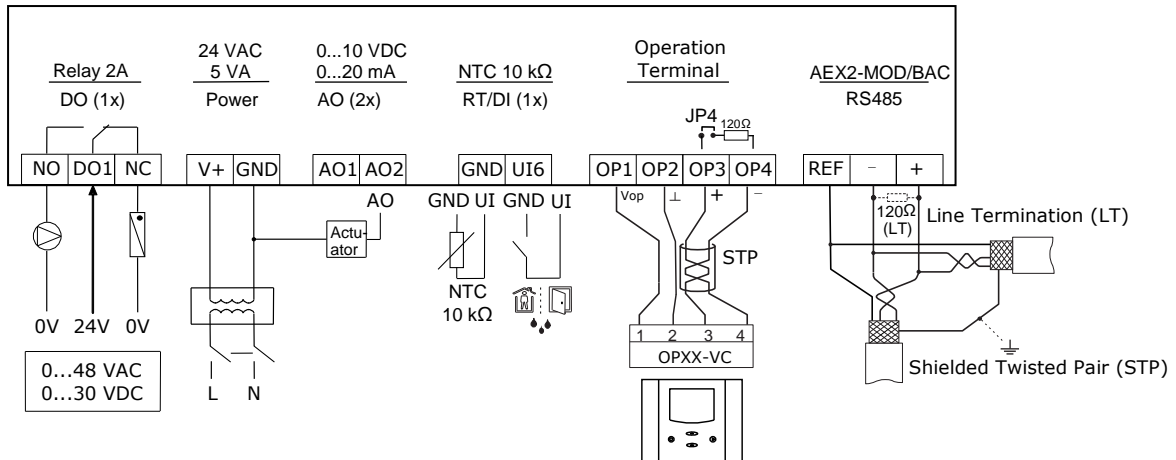 Relay 2A
DO (1x)
24 VAC
5 VA
Power
0...10 VDC
0...20 mA
AO (2x)
NTC 10 kΩ
RT/DI (1x)
Operation
Terminal
AEX2-MOD/BAC
RS485
JP4
120Ω
NO DO1 NC
V+ GND
AO1 AO2
GND UI6
OP1 OP2 OP3 OP4
REF − +
AO
GND UI GND UI
Vop ⊥ + −
120Ω
(LT)
Line Termination (LT)
Actu-
ator
STP
NTC
10 kΩ
0V 24V 0V
1 2 3 4
OPXX-VC
0...48 VAC
0...30 VDC
L N
Shielded Twisted Pair (STP)